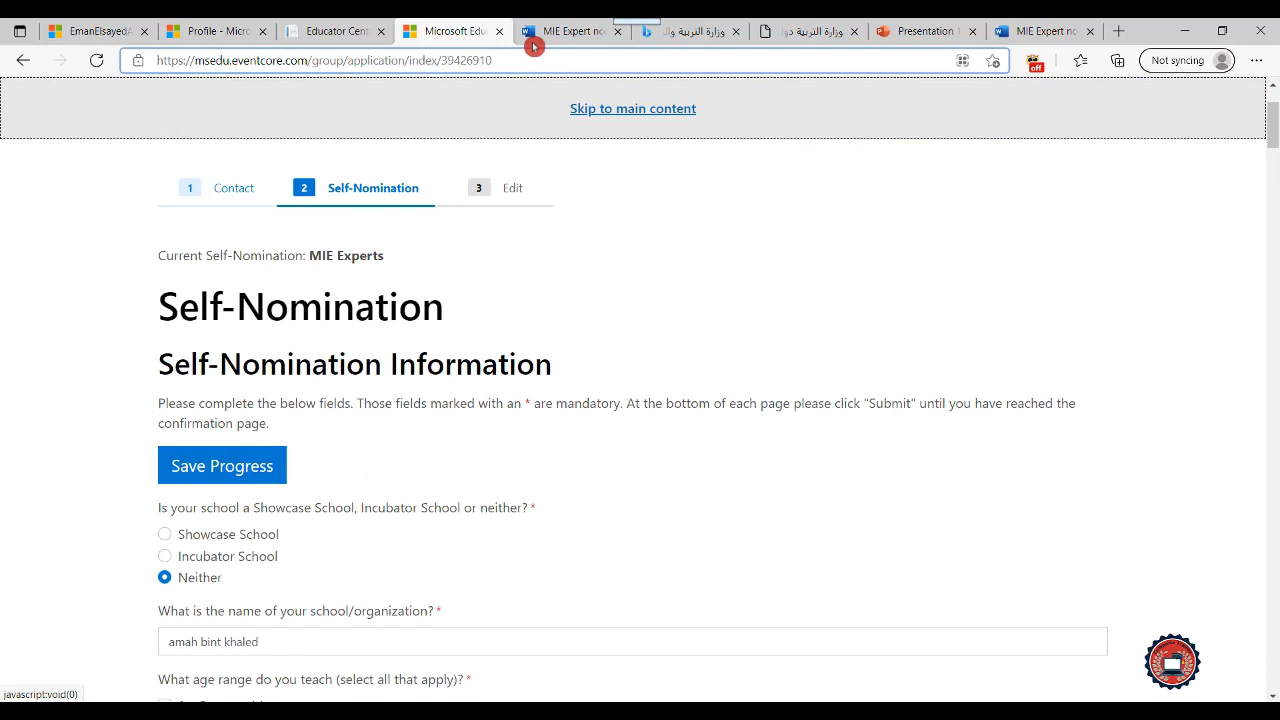 EmanElsayedA
Profile - Micro
Educator Cent
Microsoft Edu
MIE Expert no
وزارة التربية وال
وزارة التربية دول
Presentation 1
MIE Expert no
https://msedu.eventcore.com/group/application/index/39426910
off
Not syncing
Skip to main content
1 Contact 2 Self-Nomination 3 Edit
Current Self-Nomination: MIE Experts
Self-Nomination
Self-Nomination Information
Please complete the below fields. Those fields marked with an * are mandatory. At the bottom of each page please click "Submit" until you have reached the
confirmation page.
Save Progress
Is your school a Showcase School, Incubator School or neither? *
Showcase School
Incubator School
Neither
What is the name of your school/organization? *
amah bint khaled
What age range do you teach (select all that apply)? *
javascript:void(0)